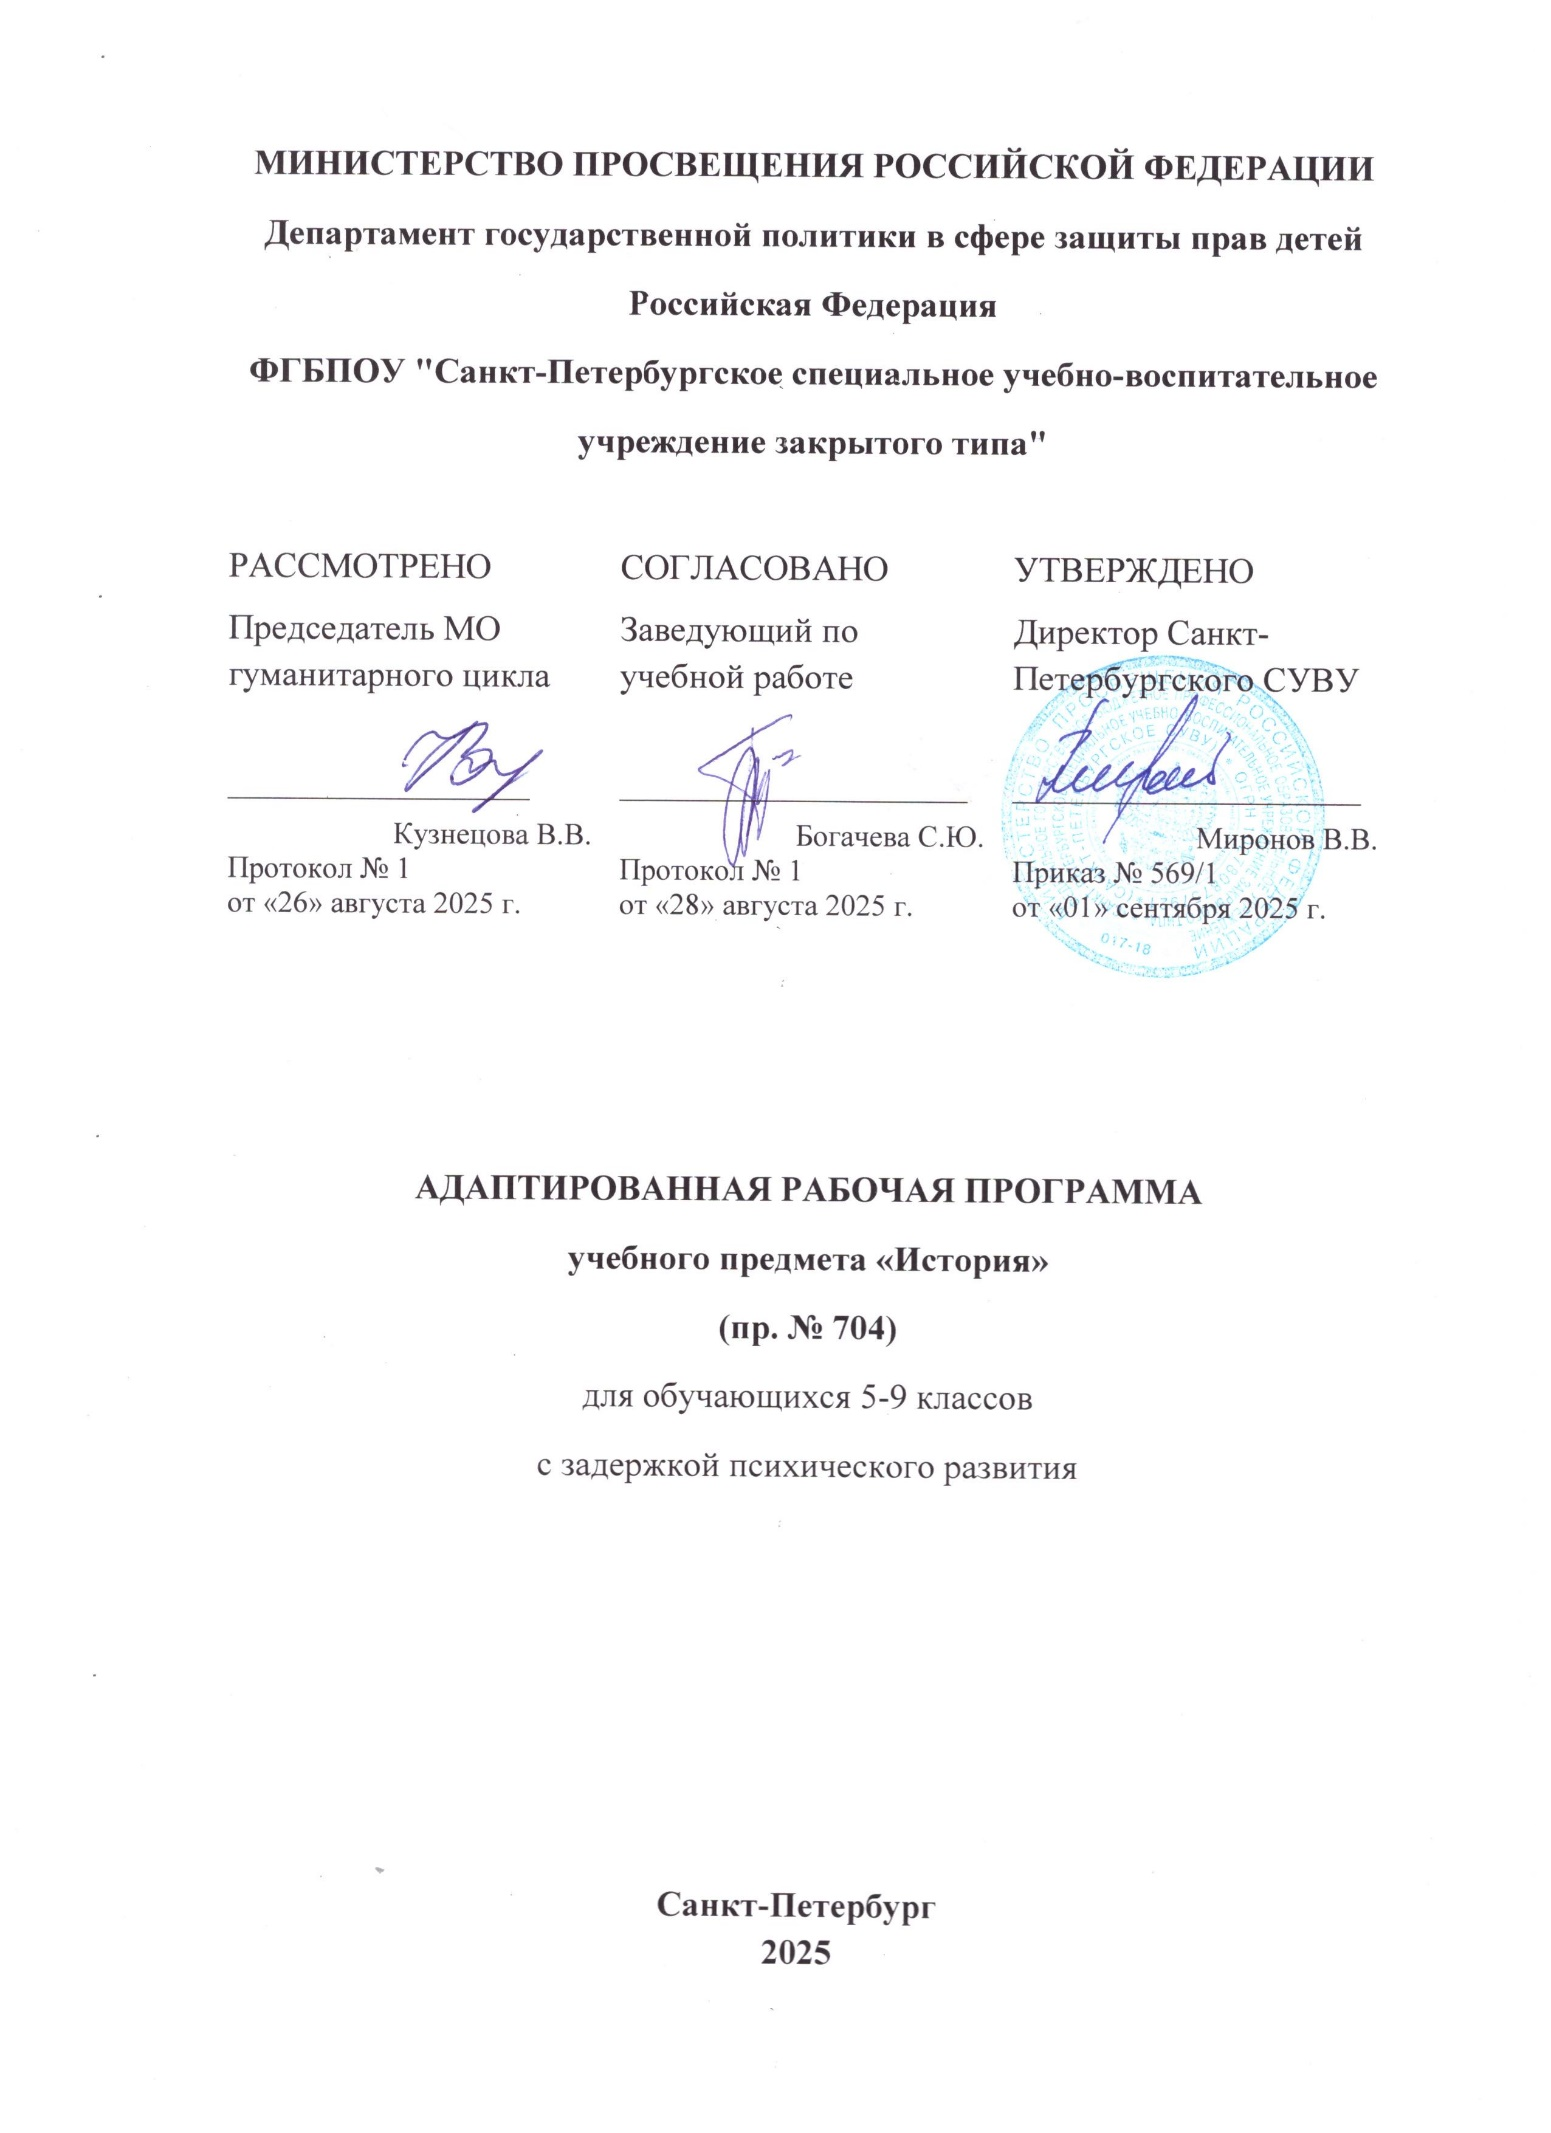 МИНИСТЕРСТВО ПРОСВЕЩЕНИЯ РОССИЙСКОЙ ФЕДЕРАЦИИ
Департамент государственной политики в сфере защиты прав детей
Российская Федерация
ФГБПОУ "Санкт-Петербургское специальное учебно-воспитательное
учреждение закрытого типа"
РАССМОТРЕНО
Председатель МО
гуманитарного цикла
Кузнецова В.В.
Протокол № 1
от «26» августа 2025 г.
СОГЛАСОВАНО
Заведующий по
учебной работе
Богачева С.Ю.
Протокол № 1
от «28» августа 2025 г.
УТВЕРЖДЕНО
Директор Санкт-
Петербургского СУВУ
Миронов В.В.
Приказ № 569/1
от «01» сентября 2025 г.
017-18
АДАПТИРОВАННАЯ РАБОЧАЯ ПРОГРАММА
учебного предмета «История»
(пр. № 704)
для обучающихся 5-9 классов
с задержкой психического развития
Санкт-Петербург
2025